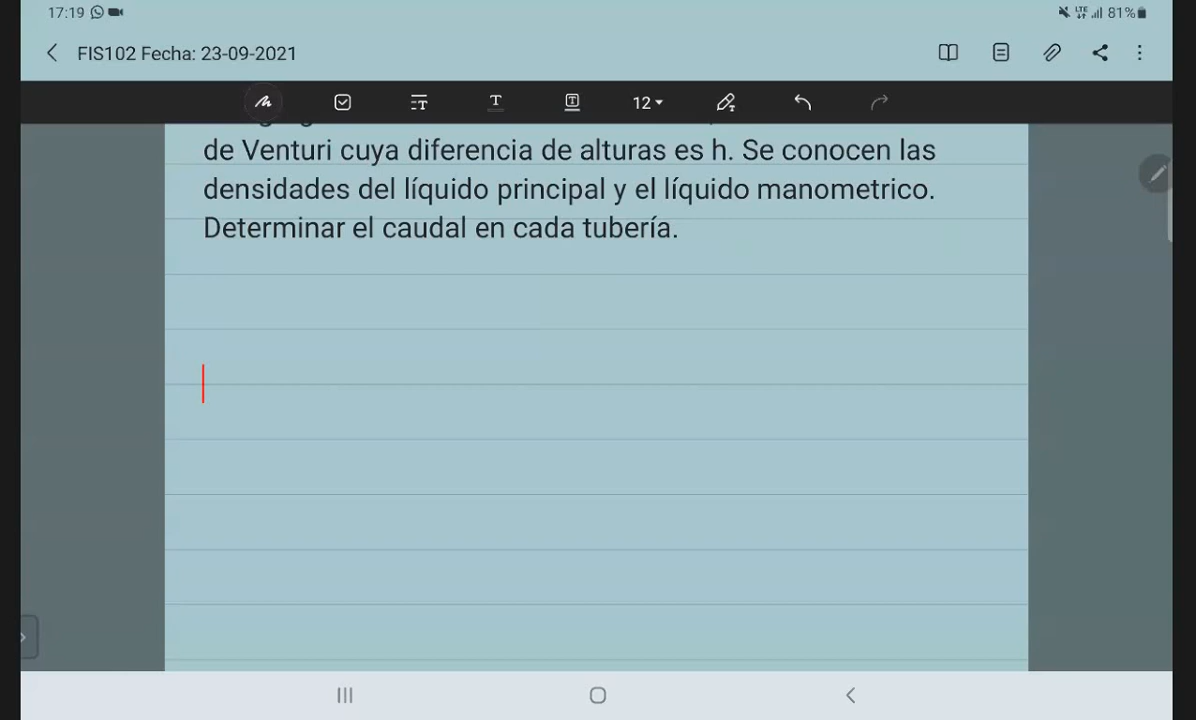 17:19 LTE 81%
FIS102 Fecha: 23-09-2021
T T T 12
de Venturi cuya diferencia de alturas es h. Se conocen las
densidades del líquido principal y el líquido manometrico.
Determinar el caudal en cada tubería.